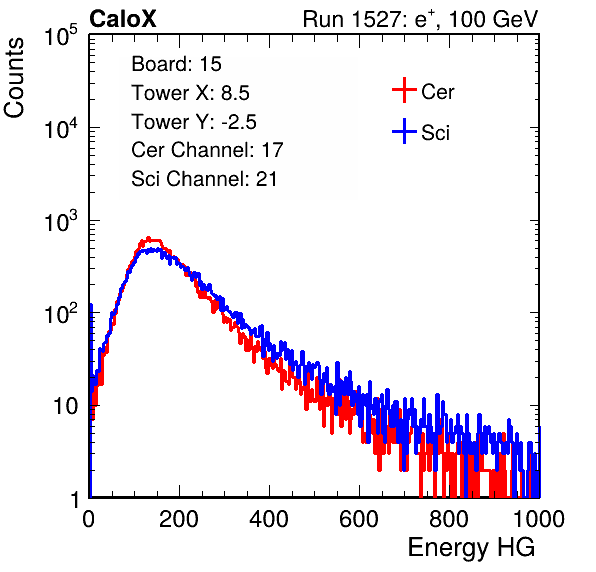 CaloX Run 1527: e⁺, 100 GeV
Counts
10⁵
10⁴
10³
10²
10
1
Board: 15
Tower X: 8.5
Tower Y: -2.5
Cer Channel: 17
Sci Channel: 21
Cer
Sci
0 200 400 600 800 1000
Energy HG